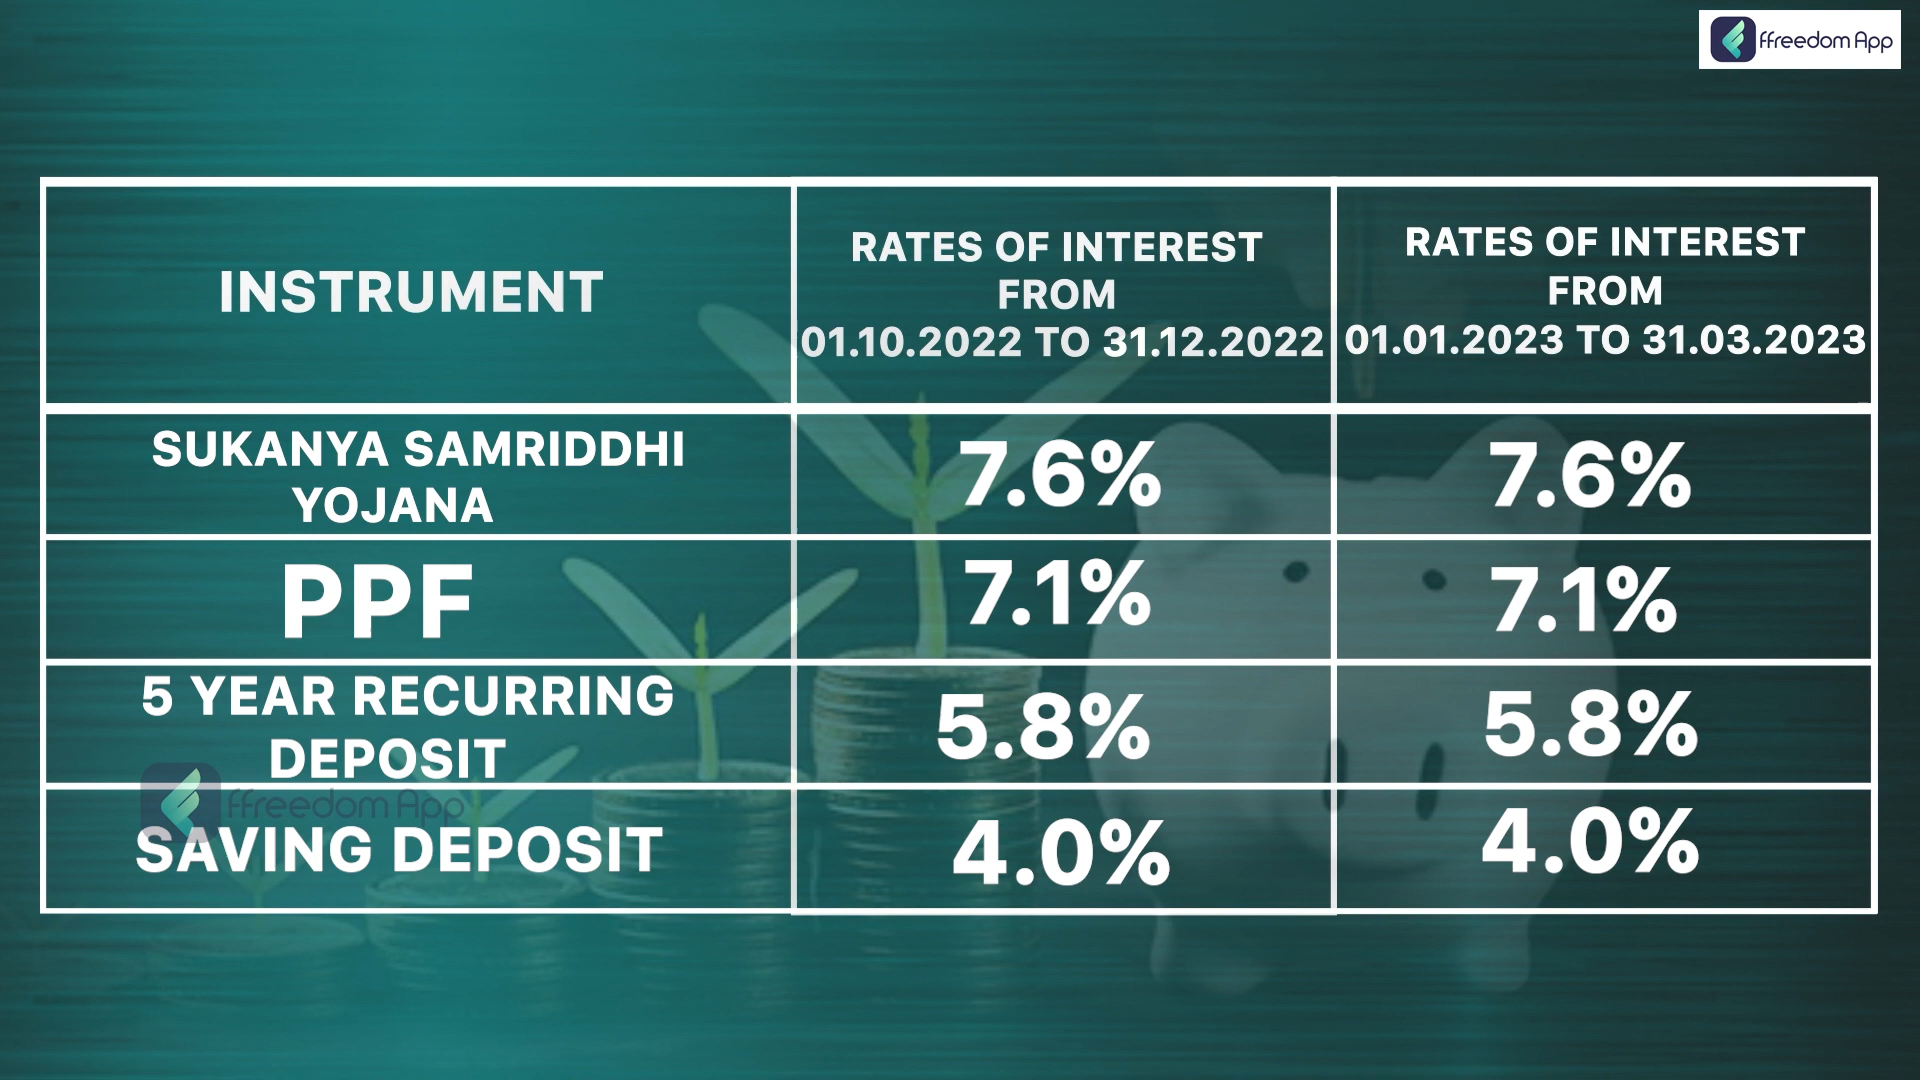 ffreedom App
INSTRUMENT
RATES OF INTEREST
FROM
01.10.2022 TO 31.12.2022
RATES OF INTEREST
FROM
01.01.2023 TO 31.03.2023
SUKANYA SAMRIDDHI
YOJANA
7.6%
7.6%
PPF
7.1%
7.1%
5 YEAR RECURRING
DEPOSIT
5.8%
5.8%
ffreedom App
SAVING DEPOSIT
4.0%
4.0%